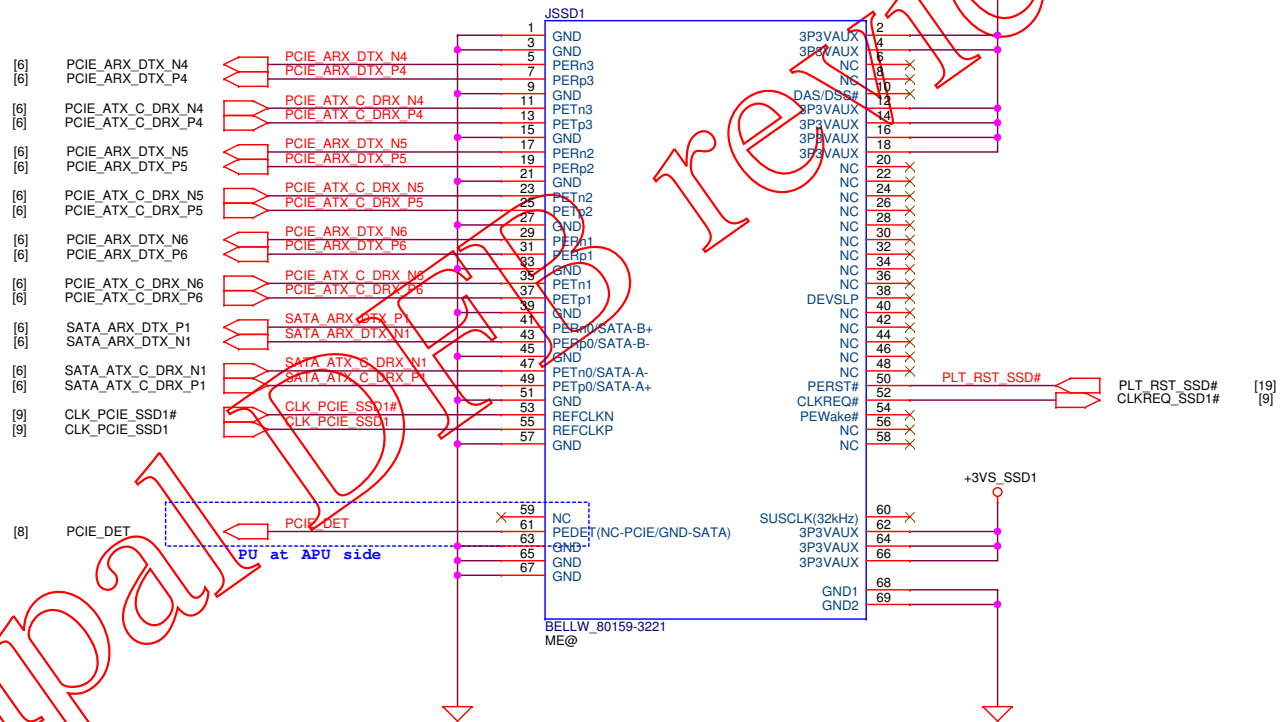 JSSD1
1 GND 3P3VAUX 2
3 GND 3P3VAUX 4
[6] PCIE_ARX_DTX_N4 PCIE_ARX_DTX_N4 5 PERn3 NC 6
[6] PCIE_ARX_DTX_P4 PCIE_ARX_DTX_P4 7 PERp3 NC 8
9 GND DAS/DSS# 10
[6] PCIE_ATX_C_DRX_N4 PCIE_ATX_C_DRX_N4 11 PETn3 3P3VAUX 12
[6] PCIE_ATX_C_DRX_P4 PCIE_ATX_C_DRX_P4 13 PETp3 3P3VAUX 14
15 GND 3P3VAUX 16
[6] PCIE_ARX_DTX_N5 PCIE_ARX_DTX_N5 17 PERn2 3P3VAUX 18
[6] PCIE_ARX_DTX_P5 PCIE_ARX_DTX_P5 19 PERp2 NC 20
21 GND NC 22
[6] PCIE_ATX_C_DRX_N5 PCIE_ATX_C_DRX_N5 23 PETn2 NC 24
[6] PCIE_ATX_C_DRX_P5 PCIE_ATX_C_DRX_P5 25 PETp2 NC 26
27 GND NC 28
[6] PCIE_ARX_DTX_N6 PCIE_ARX_DTX_N6 29 PERn1 NC 30
[6] PCIE_ARX_DTX_P6 PCIE_ARX_DTX_P6 31 PERp1 NC 32
33 GND NC 34
[6] PCIE_ATX_C_DRX_N6 PCIE_ATX_C_DRX_N6 35 PETn1 NC 36
[6] PCIE_ATX_C_DRX_P6 PCIE_ATX_C_DRX_P6 37 PETp1 DEVSLP 38
39 GND NC 40
[6] SATA_ARX_DTX_P1 SATA_ARX_DTX_P1 41 PERn0/SATA-B+ NC 42
[6] SATA_ARX_DTX_N1 SATA_ARX_DTX_N1 43 PERp0/SATA-B- NC 44
45 GND NC 46
[6] SATA_ATX_C_DRX_N1 SATA_ATX_C_DRX_N1 47 PETn0/SATA-A- NC 48
[6] SATA_ATX_C_DRX_P1 SATA_ATX_C_DRX_P1 49 PETp0/SATA-A+ PERST# 50 PLT_RST_SSD# PLT_RST_SSD# [19]
51 GND CLKREQ# 52 CLKREQ_SSD1# [9]
[9] CLK_PCIE_SSD1# CLK_PCIE_SSD1# 53 REFCLKN PEWake# 54
[9] CLK_PCIE_SSD1 CLK_PCIE_SSD1 55 REFCLKP NC 56
57 GND NC 58
+3VS_SSD1
59 NC SUSCLK(32kHz) 60
[8] PCIE_DET PCIE_DET 61 PEDET(NC-PCIE/GND-SATA) 3P3VAUX 62
63 GND 3P3VAUX 64
PU at APU side
65 GND 3P3VAUX 66
67 GND
GND1 68
GND2 69
BELLW_80159-3221
ME@